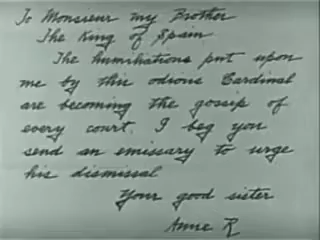 To Monsieur my Brother
The King of Spain
The humiliations put upon
me by this odious Cardinal
are becoming the gossip of
every court. I beg you
send an emissary to urge
his dismissal
Your good sister
Anne R